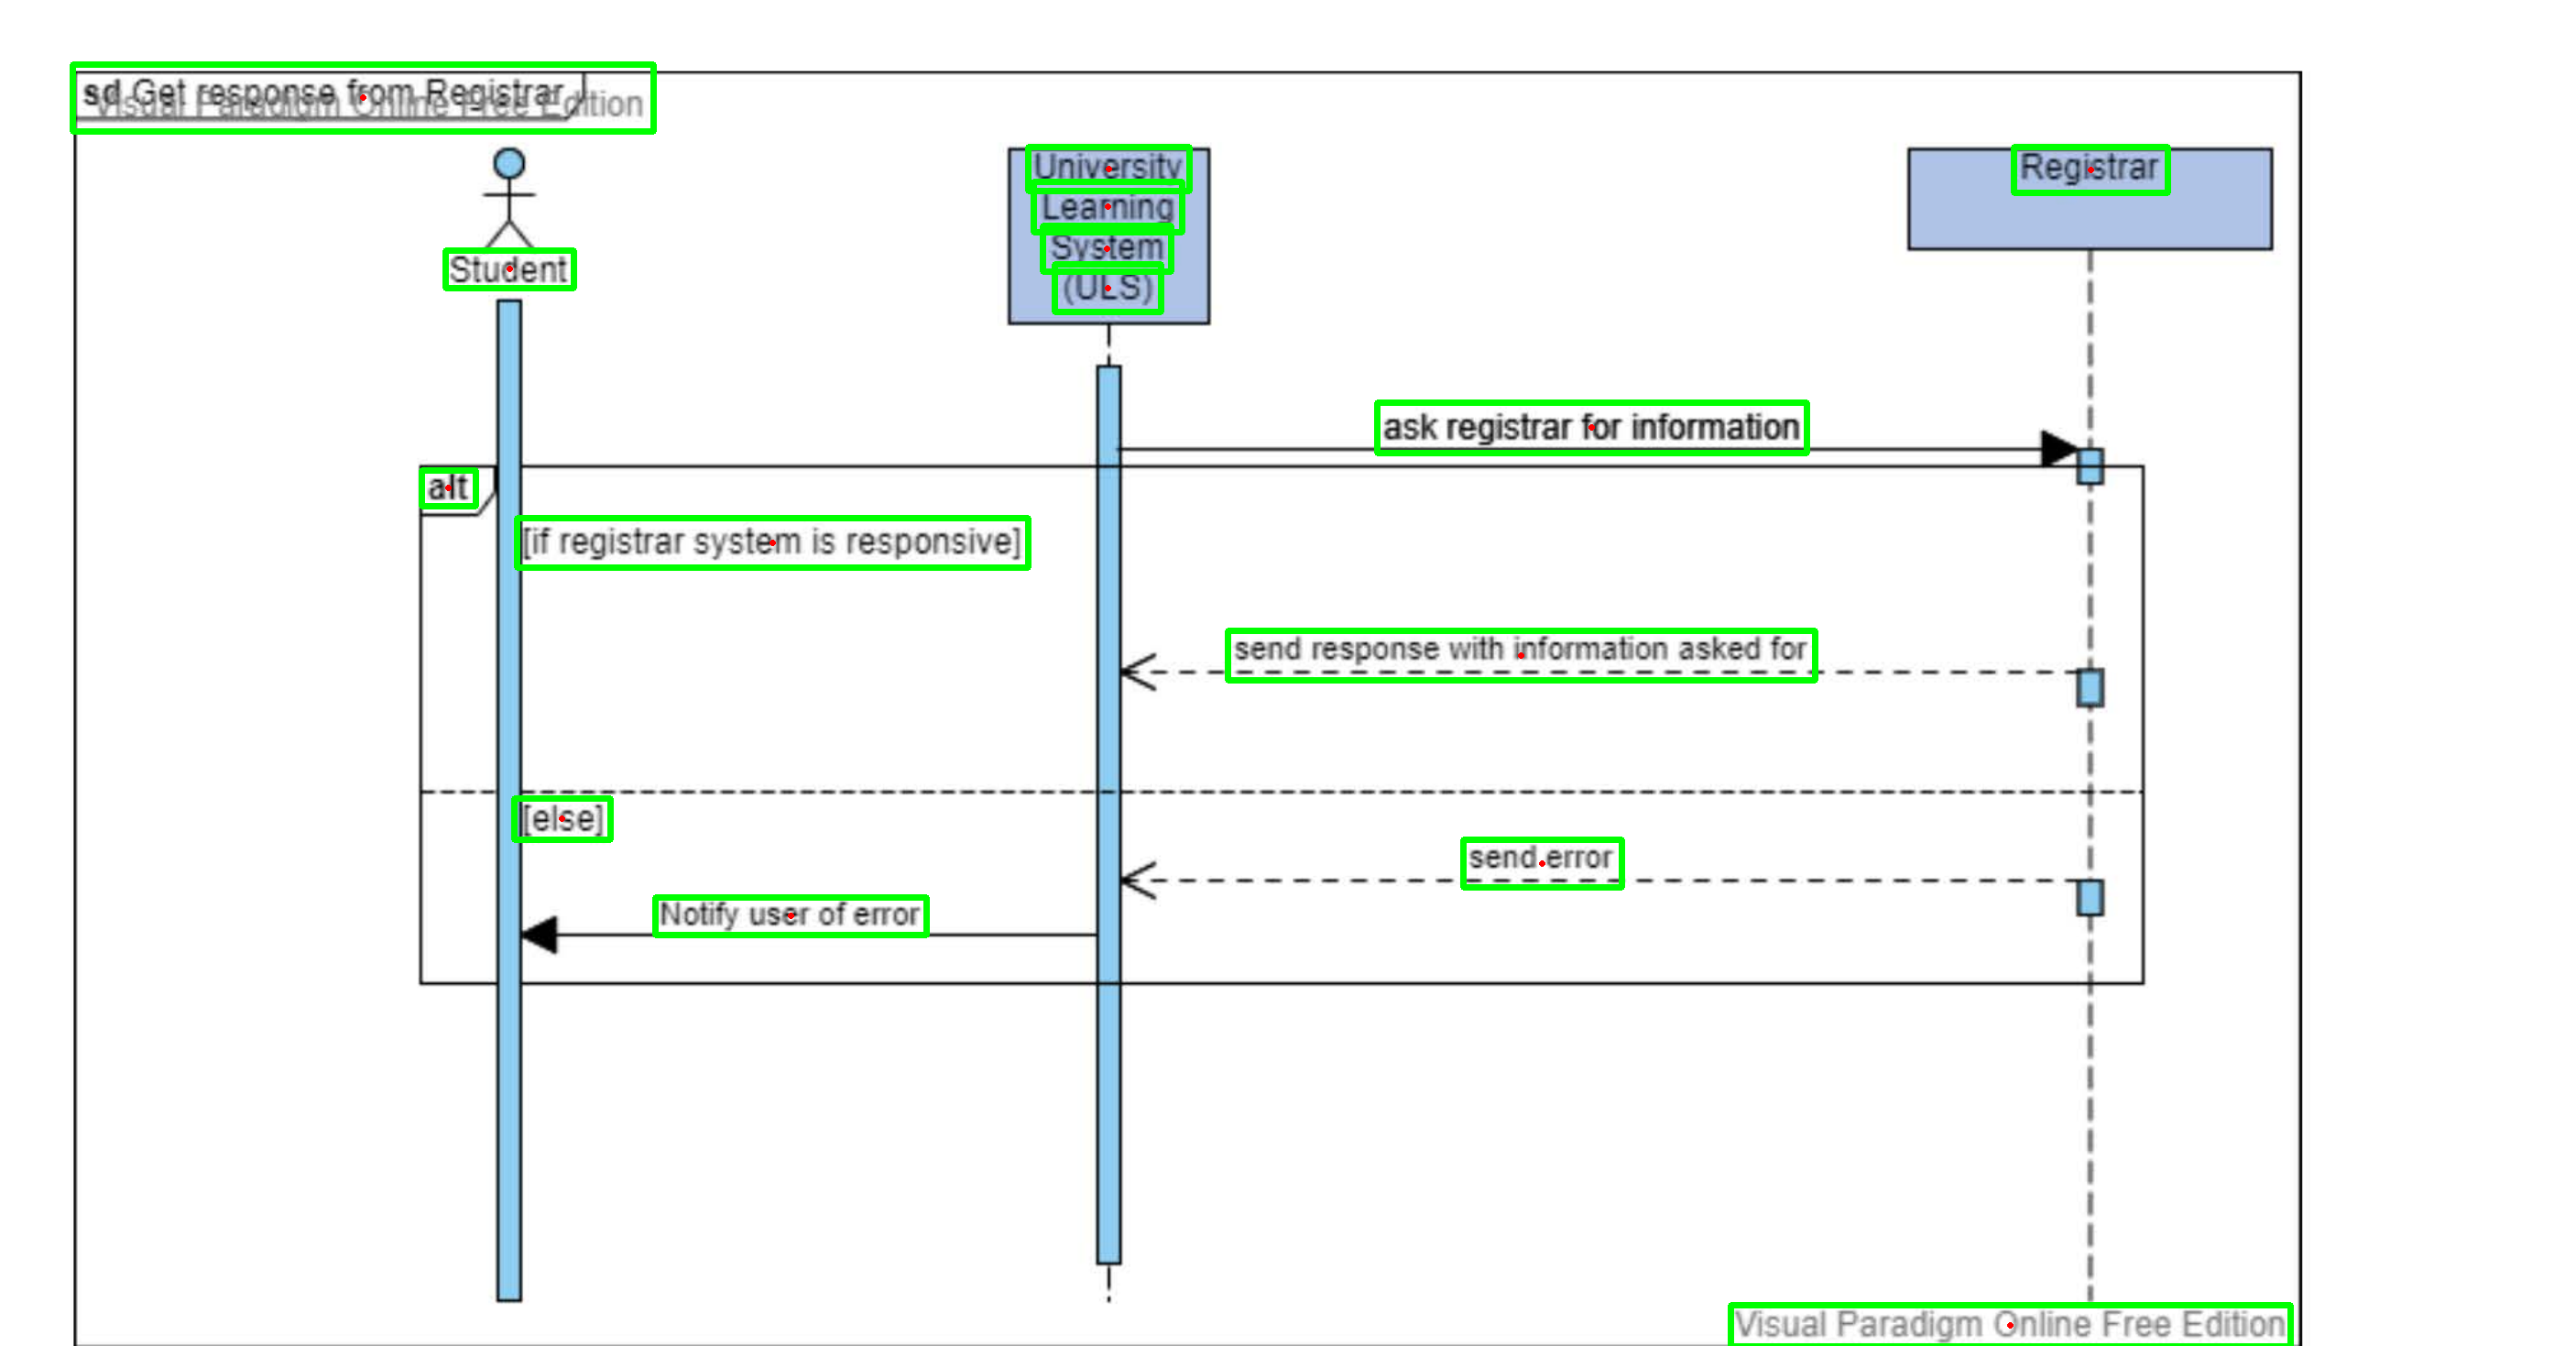 sd Get response from Registrar
Visual Paradigm Online Free Edition
Student
University
Learning
System
(ULS)
Registrar
ask registrar for information
alt
[if registrar system is responsive]
send response with information asked for
[else]
send error
Notify user of error
Visual Paradigm Online Free Edition